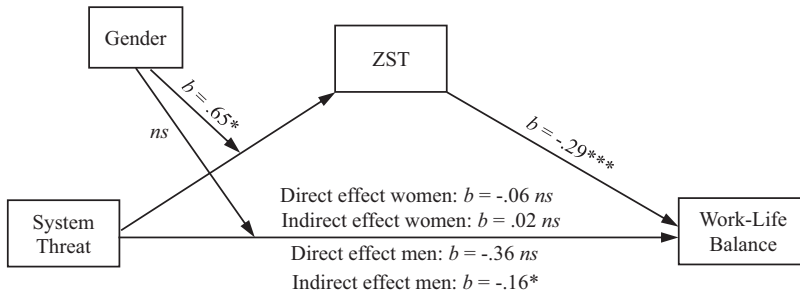 Gender
ZST
b = .65*
ns
b = -.29***
Direct effect women: b = -.06 ns
Indirect effect women: b = .02 ns
System
Threat
Work-Life
Balance
Direct effect men: b = -.36 ns
Indirect effect men: b = -.16*